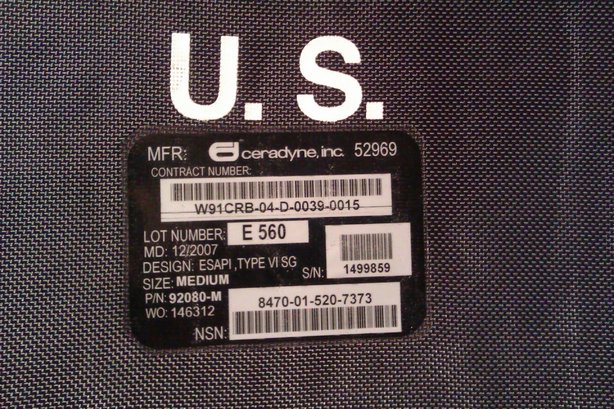 U. S.
MFR: ceradyne, inc. 52969
CONTRACT NUMBER:
W91CRB-04-D-0039-0015
LOT NUMBER: E 560
MD: 12/2007
DESIGN: ESAPI ,TYPE VI SG
S/N: 1499859
SIZE: MEDIUM
P/N: 92080-M
WO: 146312
8470-01-520-7373
NSN: